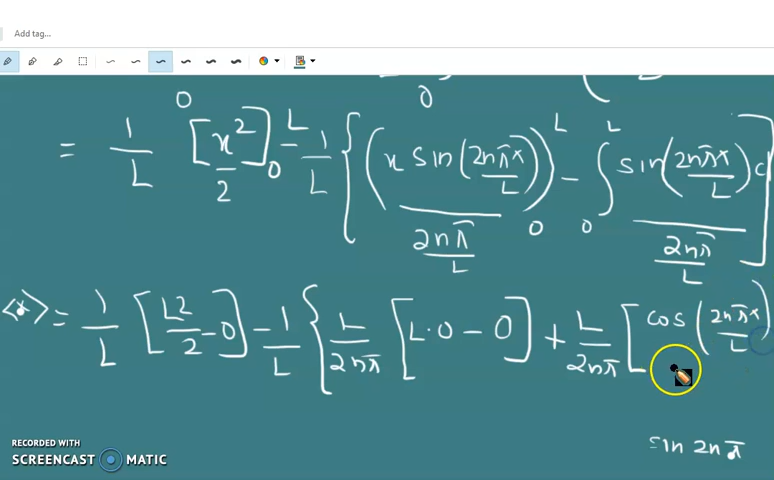 Add tag...
= 1/L [x²/2]₀ᴸ - 1/L { (x sin(2nπx/L) / (2nπ/L))₀ᴸ - ∫₀ᴸ sin(2nπx/L) / (2nπ/L) d ]
<x> = 1/L [L²/2 - 0] - 1/L { L/2nπ [L·0 - 0] + L/2nπ [cos(2nπx/L)
sin 2nπ
RECORDED WITH
SCREENCAST MATIC